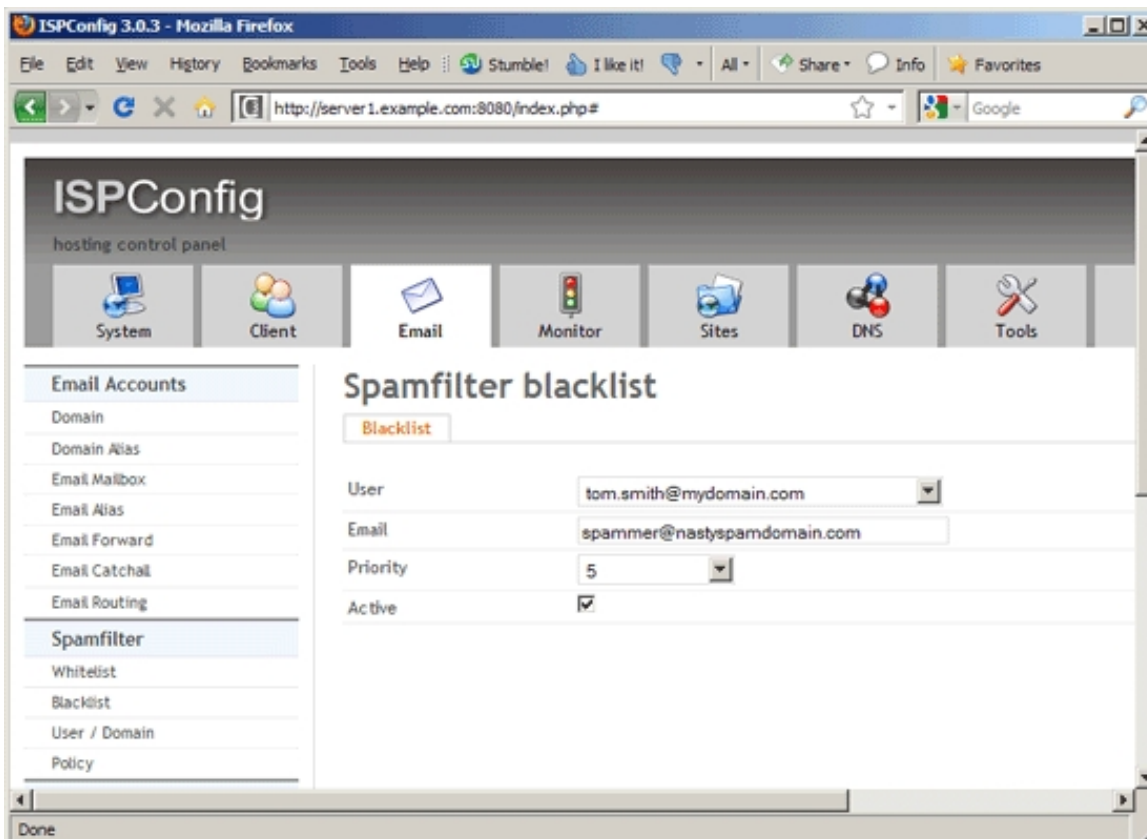 ISPConfig 3.0.3 - Mozilla Firefox
File Edit View History Bookmarks Tools Help Stumble! I like it! All Share Info Favorites
http://server1.example.com:8080/index.php# Google
ISPConfig
hosting control panel
System Client Email Monitor Sites DNS Tools
Email Accounts
Domain
Domain Alias
Email Mailbox
Email Alias
Email Forward
Email Catchall
Email Routing
Spamfilter
Whitelist
Blacklist
User / Domain
Policy
Spamfilter blacklist
Blacklist
User tom.smith@mydomain.com
Email spammer@nastyspamdomain.com
Priority 5
Active
Done